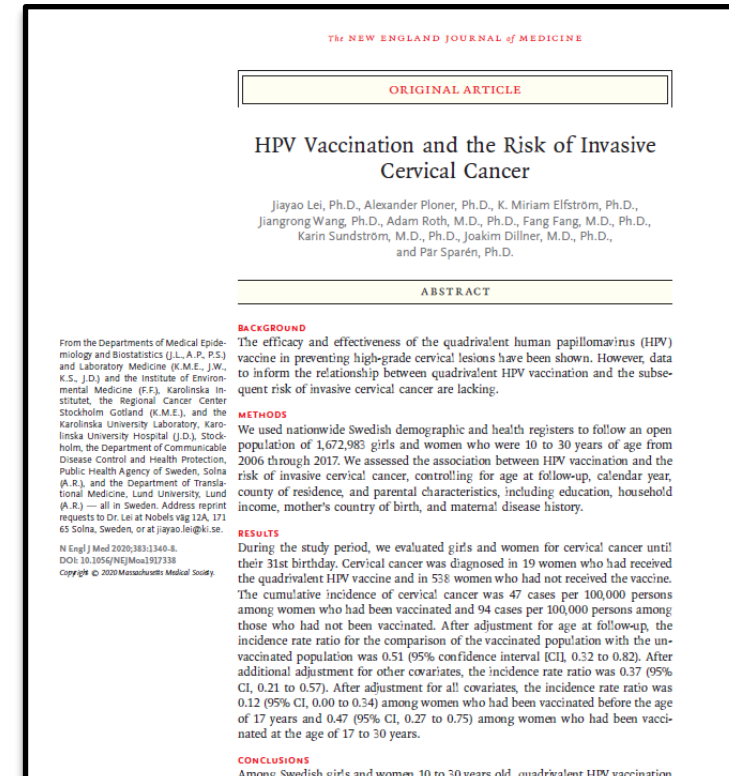 The NEW ENGLAND JOURNAL of MEDICINE
ORIGINAL ARTICLE
HPV Vaccination and the Risk of Invasive
Cervical Cancer
Jiayao Lei, Ph.D., Alexander Ploner, Ph.D., K. Miriam Elfström, Ph.D.,
Jiangrong Wang, Ph.D., Adam Roth, M.D., Ph.D., Fang Fang, M.D., Ph.D.,
Karin Sundström, M.D., Ph.D., Joakim Dillner, M.D., Ph.D.,
and Pär Sparén, Ph.D.
ABSTRACT
From the Departments of Medical Epide-
miology and Biostatistics (J.L., A.P., P.S.)
and Laboratory Medicine (K.M.E., J.W.,
K.S., J.D.) and the Institute of Environ-
mental Medicine (F.F.), Karolinska In-
stitutet, the Regional Cancer Center
Stockholm Gotland (K.M.E.), and the
Karolinska University Laboratory, Karo-
linska University Hospital (J.D.), Stock-
holm, the Department of Communicable
Disease Control and Health Protection,
Public Health Agency of Sweden, Solna
(A.R.), and the Department of Transla-
tional Medicine, Lund University, Lund
(A.R.) — all in Sweden. Address reprint
requests to Dr. Lei at Nobels väg 12A, 171
65 Solna, Sweden, or at jiayao.lei@ki.se.
N Engl J Med 2020;383:1340-8.
DOI: 10.1056/NEJMoa1917338
Copyright © 2020 Massachusetts Medical Society.
BACKGROUND
The efficacy and effectiveness of the quadrivalent human papillomavirus (HPV)
vaccine in preventing high-grade cervical lesions have been shown. However, data
to inform the relationship between quadrivalent HPV vaccination and the subse-
quent risk of invasive cervical cancer are lacking.
METHODS
We used nationwide Swedish demographic and health registers to follow an open
population of 1,672,983 girls and women who were 10 to 30 years of age from
2006 through 2017. We assessed the association between HPV vaccination and the
risk of invasive cervical cancer, controlling for age at follow-up, calendar year,
county of residence, and parental characteristics, including education, household
income, mother's country of birth, and maternal disease history.
RESULTS
During the study period, we evaluated girls and women for cervical cancer until
their 31st birthday. Cervical cancer was diagnosed in 19 women who had received
the quadrivalent HPV vaccine and in 538 women who had not received the vaccine.
The cumulative incidence of cervical cancer was 47 cases per 100,000 persons
among women who had been vaccinated and 94 cases per 100,000 persons among
those who had not been vaccinated. After adjustment for age at follow-up, the
incidence rate ratio for the comparison of the vaccinated population with the un-
vaccinated population was 0.51 (95% confidence interval [CI], 0.32 to 0.82). After
additional adjustment for other covariates, the incidence rate ratio was 0.37 (95%
CI, 0.21 to 0.57). After adjustment for all covariates, the incidence rate ratio was
0.12 (95% CI, 0.00 to 0.34) among women who had been vaccinated before the age
of 17 years and 0.47 (95% CI, 0.27 to 0.75) among women who had been vacci-
nated at the age of 17 to 30 years.
CONCLUSIONS
Among Swedish girls and women 10 to 30 years old, quadrivalent HPV vaccination